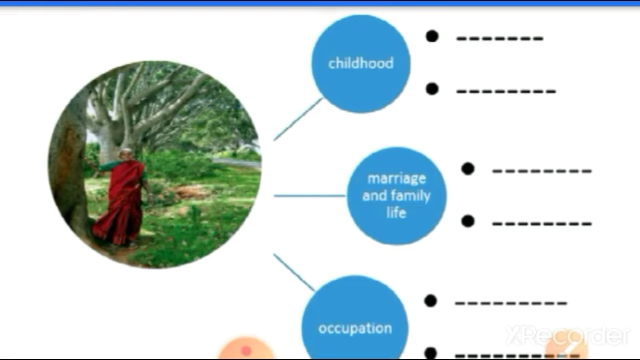 childhood
marriage
and family
life
occupation
XRecorder